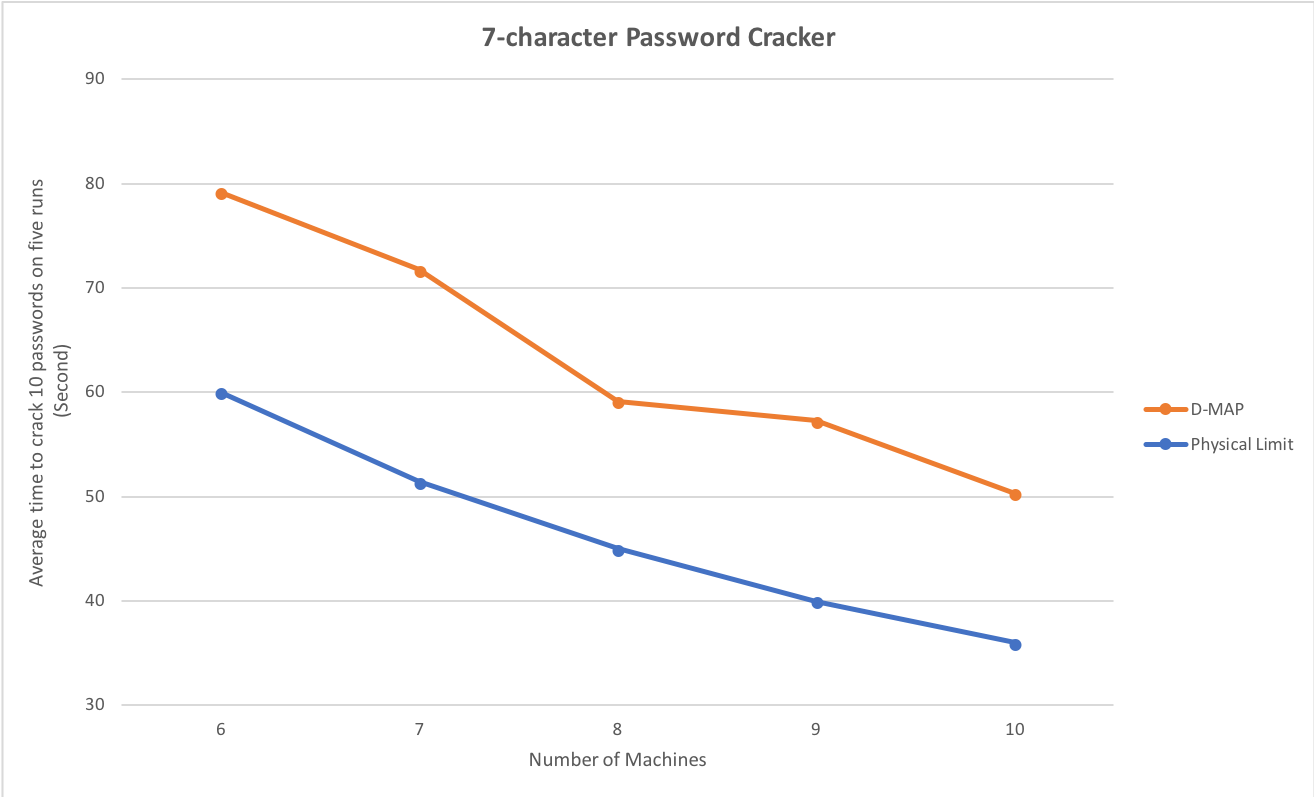 7-character Password Cracker
90
80
70
60
50
40
30
Average time to crack 10 passwords on five runs
(Second)
6 7 8 9 10
Number of Machines
D-MAP
Physical Limit